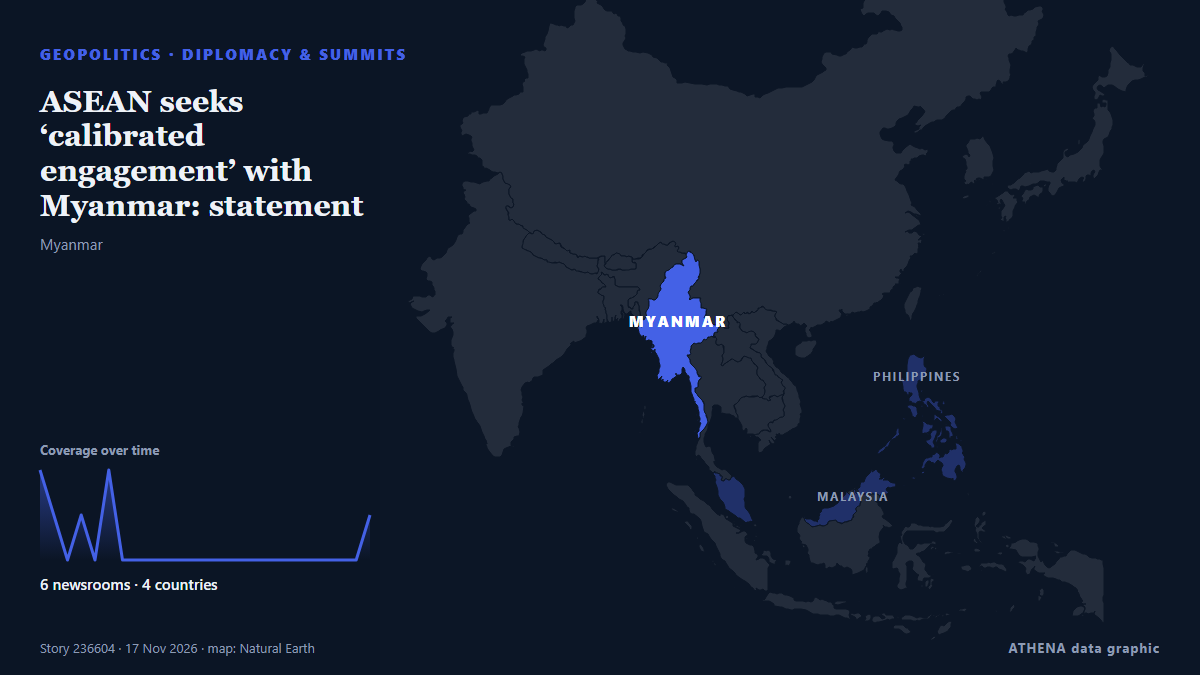 GEOPOLITICS · DIPLOMACY & SUMMITS
ASEAN seeks
‘calibrated
engagement’ with
Myanmar: statement
Myanmar
MYANMAR
PHILIPPINES
MALAYSIA
Coverage over time
6 newsrooms · 4 countries
Story 236604 · 17 Nov 2026 · map: Natural Earth
ATHENA data graphic